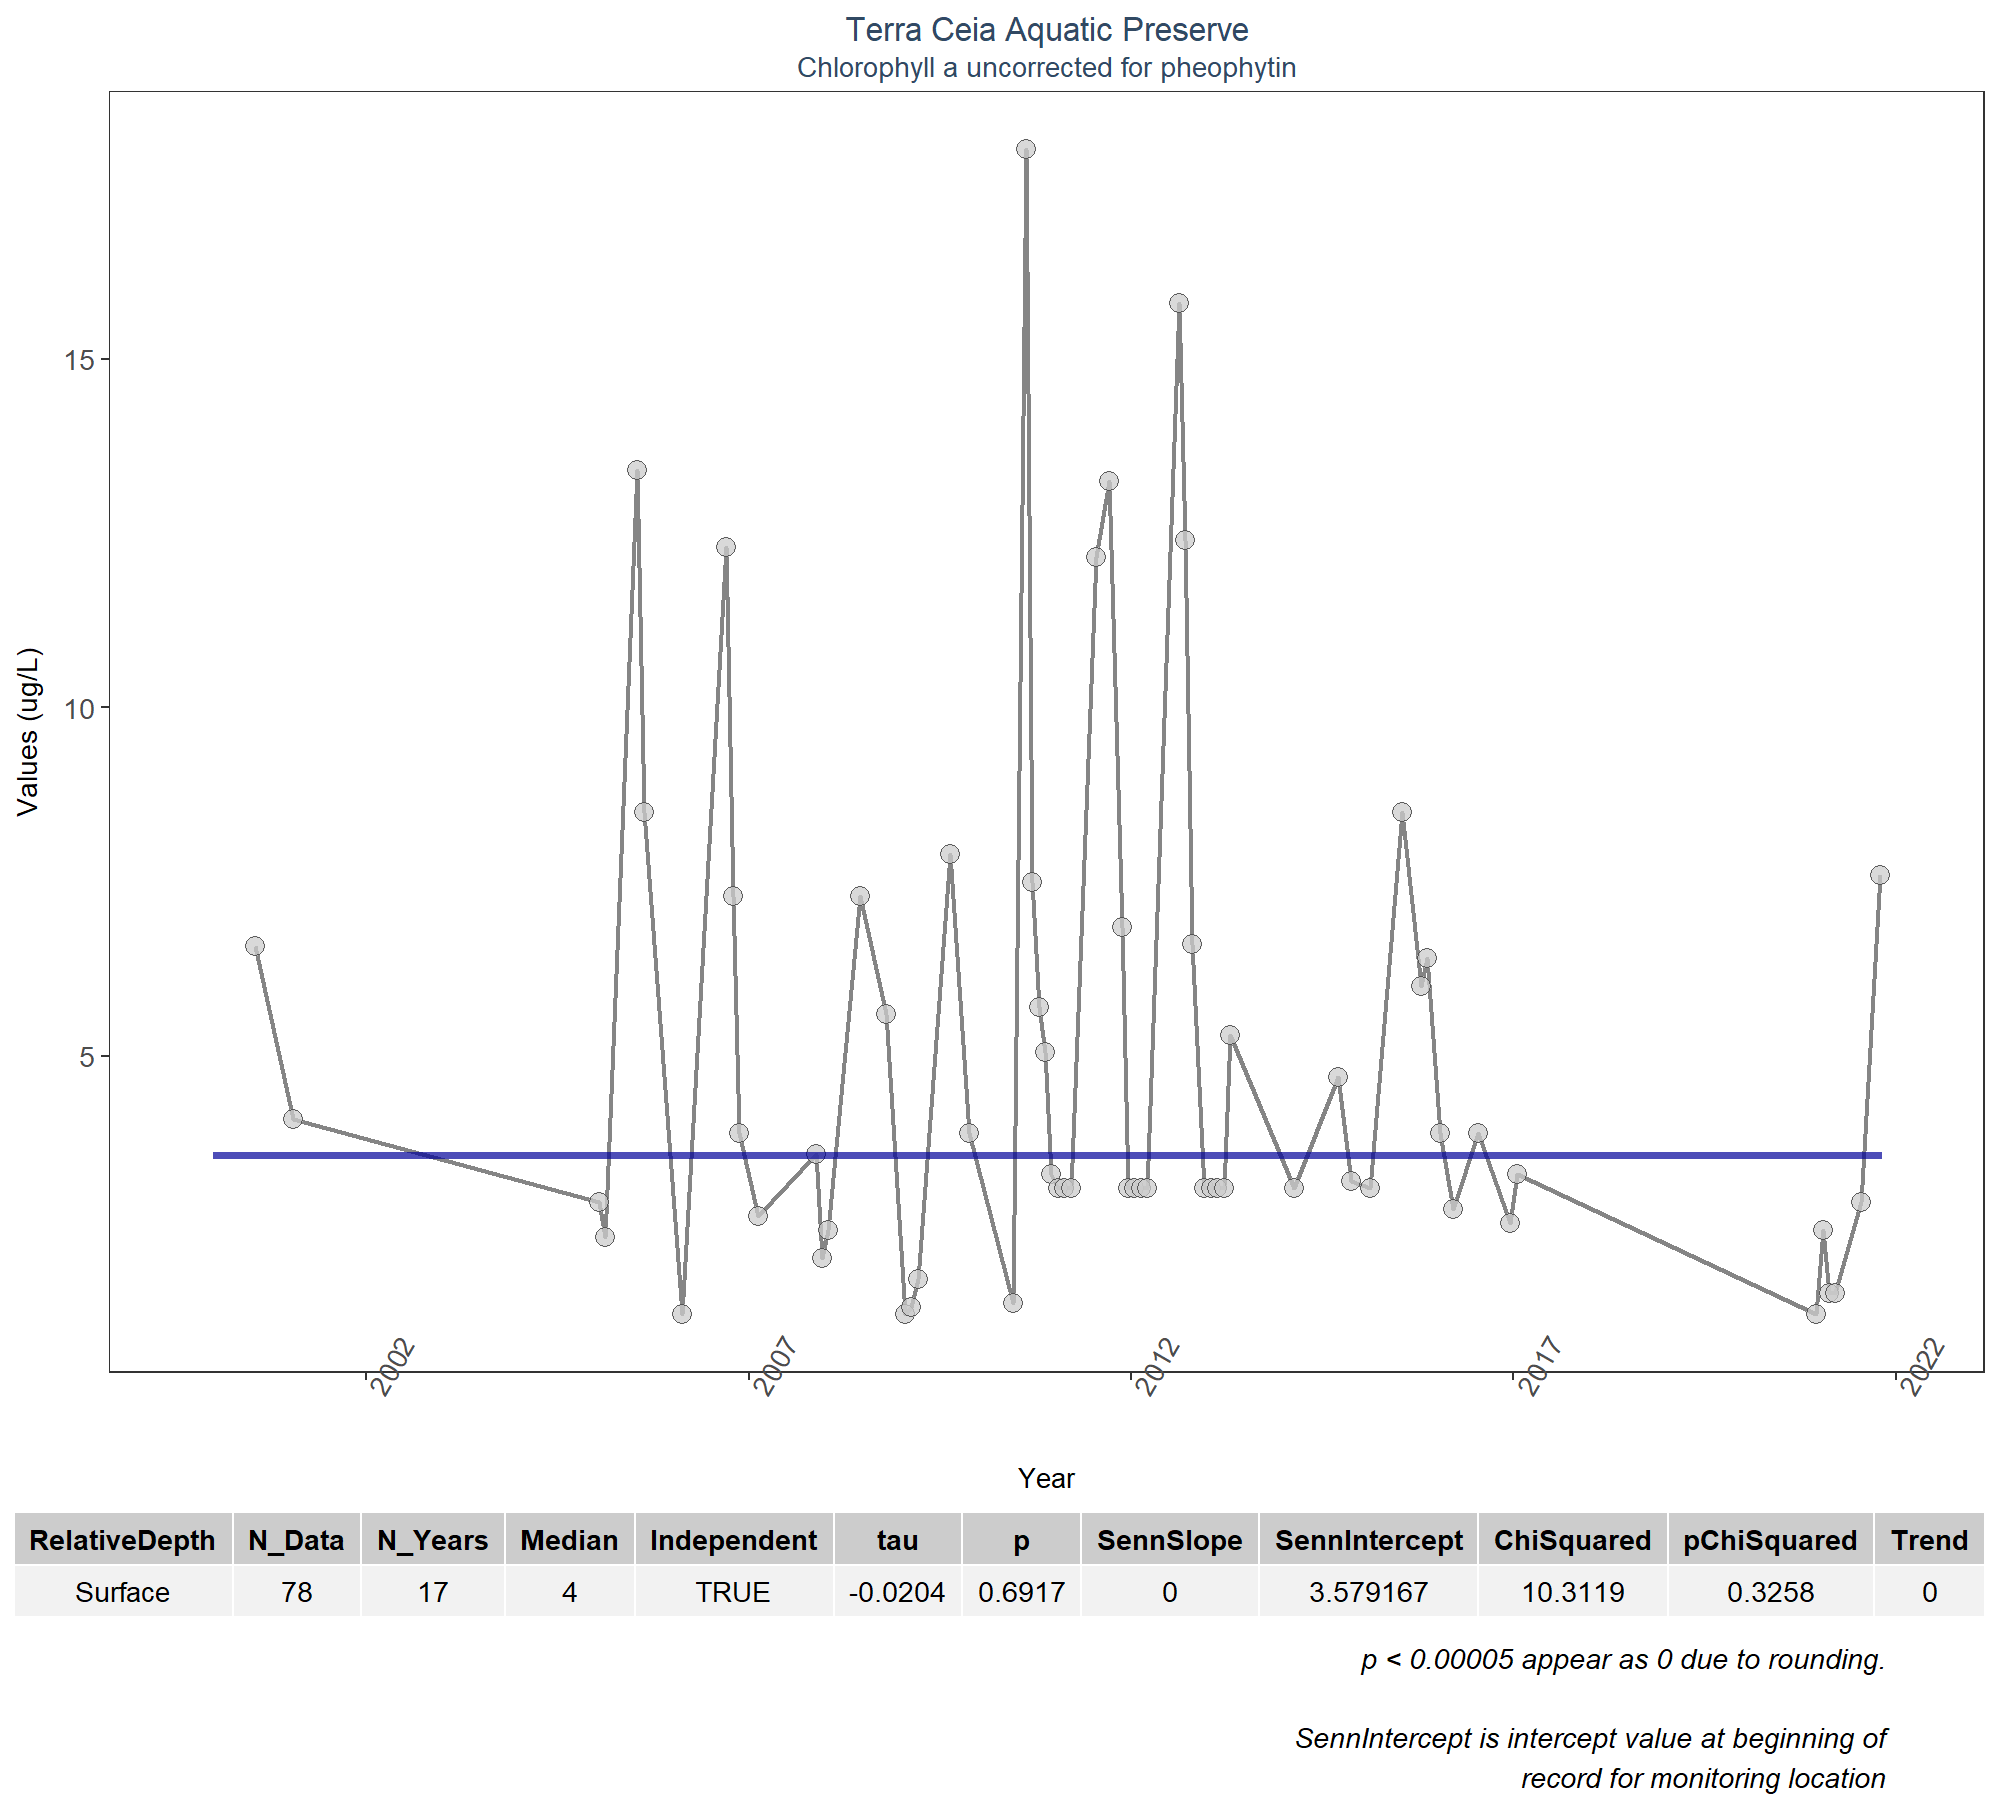 Terra Ceia Aquatic Preserve
Chlorophyll a uncorrected for pheophytin
Values (ug/L)
15
10
5
2002
2007
2012
2017
2022
Year
RelativeDepth N_Data N_Years Median Independent tau p SennSlope SennIntercept ChiSquared pChiSquared Trend
Surface 78 17 4 TRUE -0.0204 0.6917 0 3.579167 10.3119 0.3258 0
p < 0.00005 appear as 0 due to rounding.
SennIntercept is intercept value at beginning of
record for monitoring location